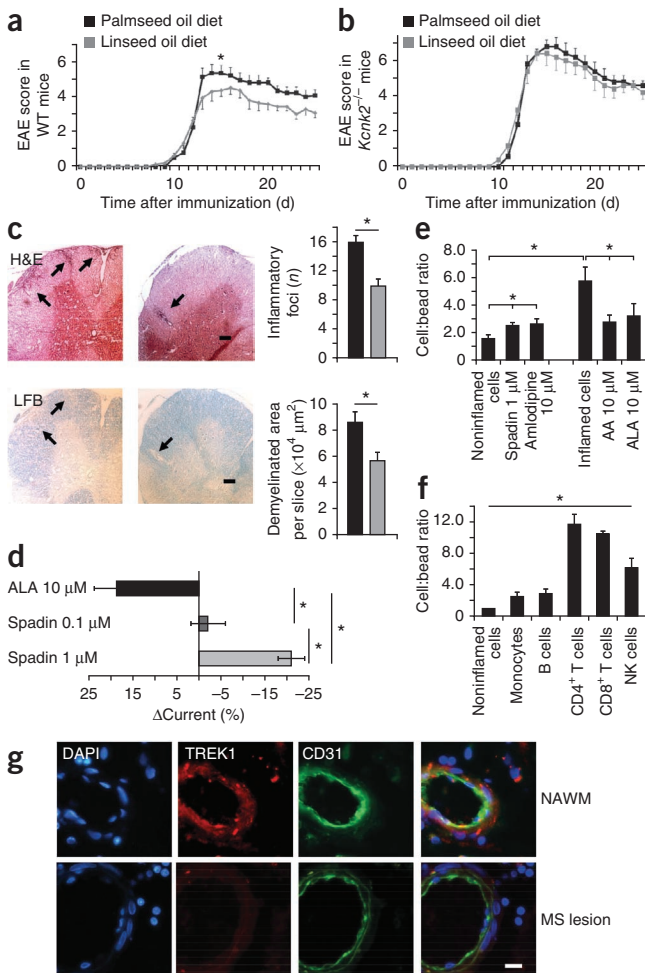 a
Palmseed oil diet
Linseed oil diet
EAE score in
WT mice
6
4
2
0
*
0
10
20
Time after immunization (d)
b
Palmseed oil diet
Linseed oil diet
EAE score in
Kcnk2−/− mice
6
4
2
0
0
10
20
Time after immunization (d)
c
H&E
Inflammatory
foci (n)
16
12
8
4
0
*
LFB
Demyelinated area
per slice (×10⁴ μm²)
10
8
6
4
2
0
*
d
ALA 10 μM
Spadin 0.1 μM
Spadin 1 μM
*
*
*
25
15
5
−5
−15
−25
ΔCurrent (%)
e
Cell:bead ratio
8.0
6.0
4.0
2.0
0
*
*
*
Noninflamed
cells
Spadin 1 μM
Amlodipine
10 μM
Inflamed cells
AA 10 μM
ALA 10 μM
f
Cell:bead ratio
12.0
8.0
4.0
0
*
Noninflamed
cells
Monocytes
B cells
CD4⁺ T cells
CD8⁺ T cells
NK cells
g
DAPI
TREK1
CD31
NAWM
MS lesion